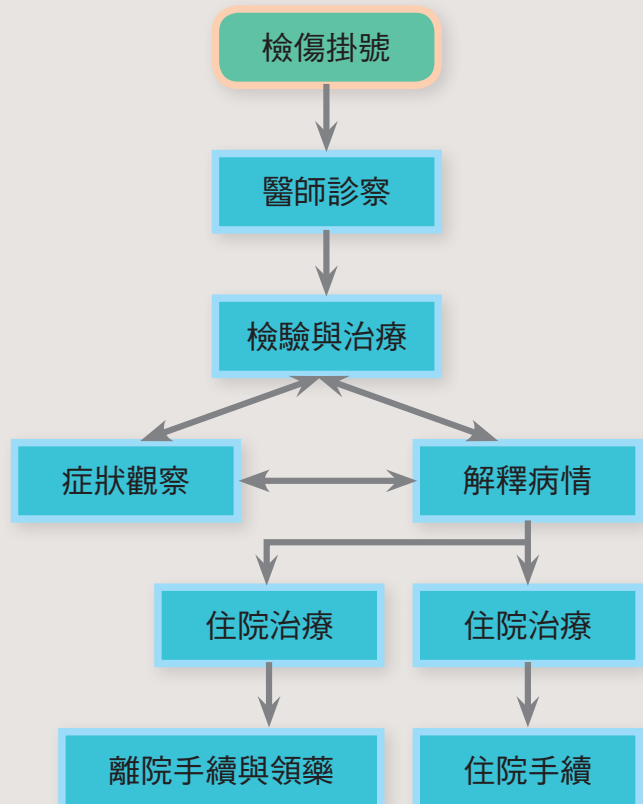 檢傷掛號
醫師診察
檢驗與治療
症狀觀察
解釋病情
住院治療
住院治療
離院手續與領藥
住院手續